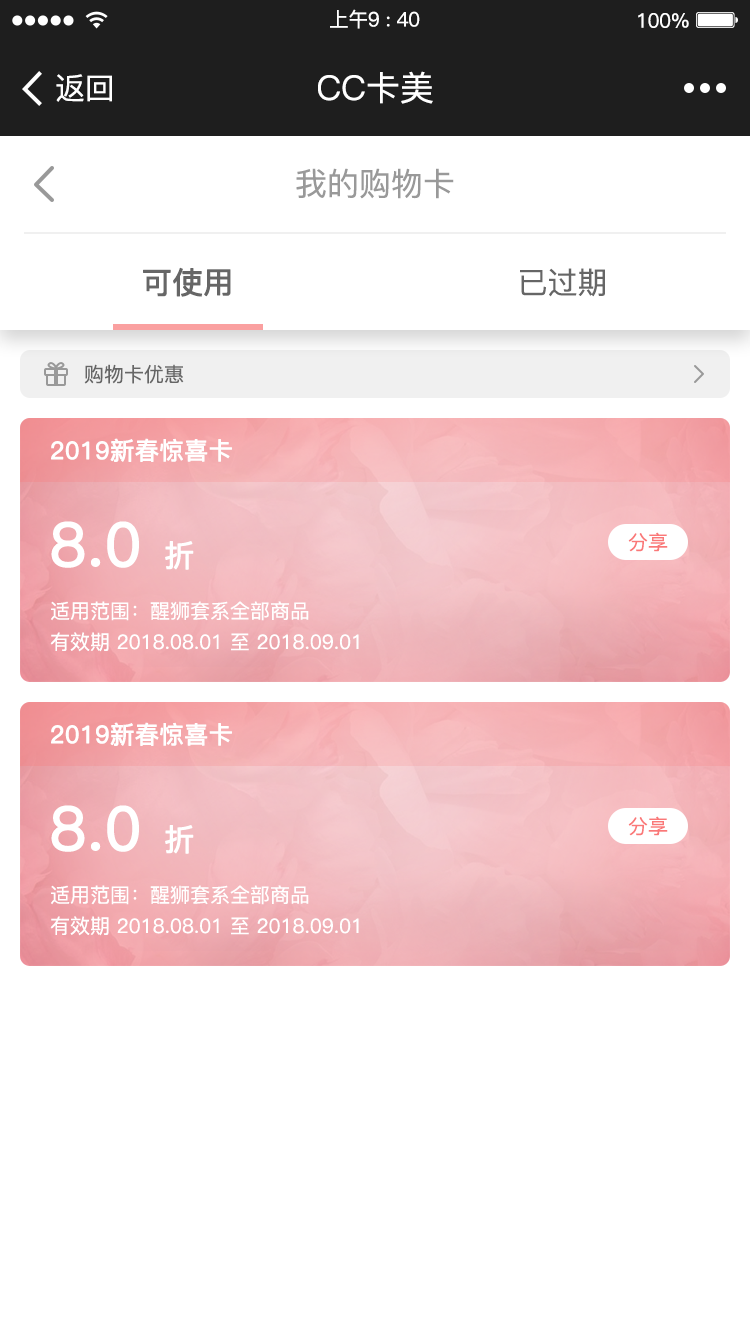 上午9 : 40
100%
返回
CC卡美
我的购物卡
可使用
已过期
购物卡优惠
2019新春惊喜卡
8.0 折
分享
适用范围：醒狮套系全部商品
有效期 2018.08.01 至 2018.09.01
2019新春惊喜卡
8.0 折
分享
适用范围：醒狮套系全部商品
有效期 2018.08.01 至 2018.09.01